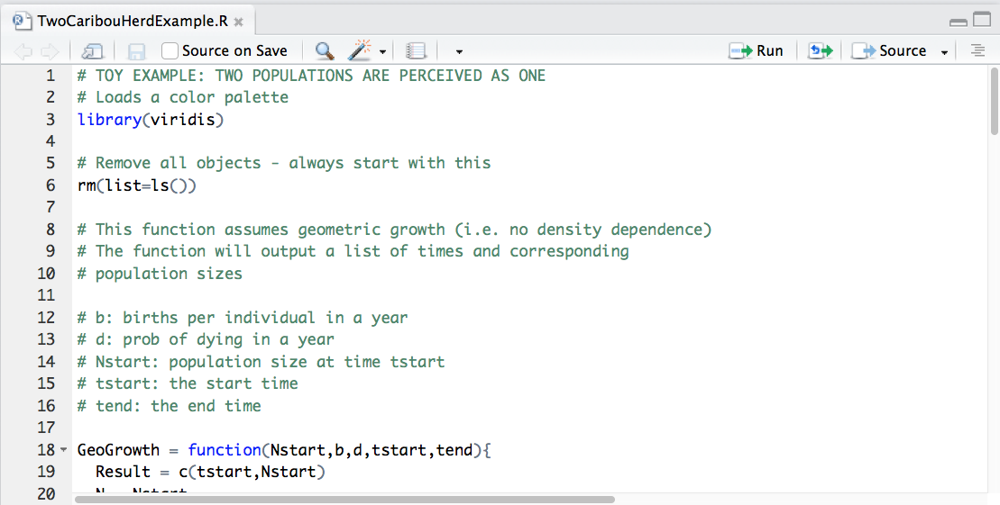 TwoCaribouHerdExample.R
Source on Save Run Source
1 # TOY EXAMPLE: TWO POPULATIONS ARE PERCEIVED AS ONE
2 # Loads a color palette
3 library(viridis)
4
5 # Remove all objects - always start with this
6 rm(list=ls())
7
8 # This function assumes geometric growth (i.e. no density dependence)
9 # The function will output a list of times and corresponding
10 # population sizes
11
12 # b: births per individual in a year
13 # d: prob of dying in a year
14 # Nstart: population size at time tstart
15 # tstart: the start time
16 # tend: the end time
17
18 GeoGrowth = function(Nstart,b,d,tstart,tend){
19 Result = c(tstart,Nstart)
20